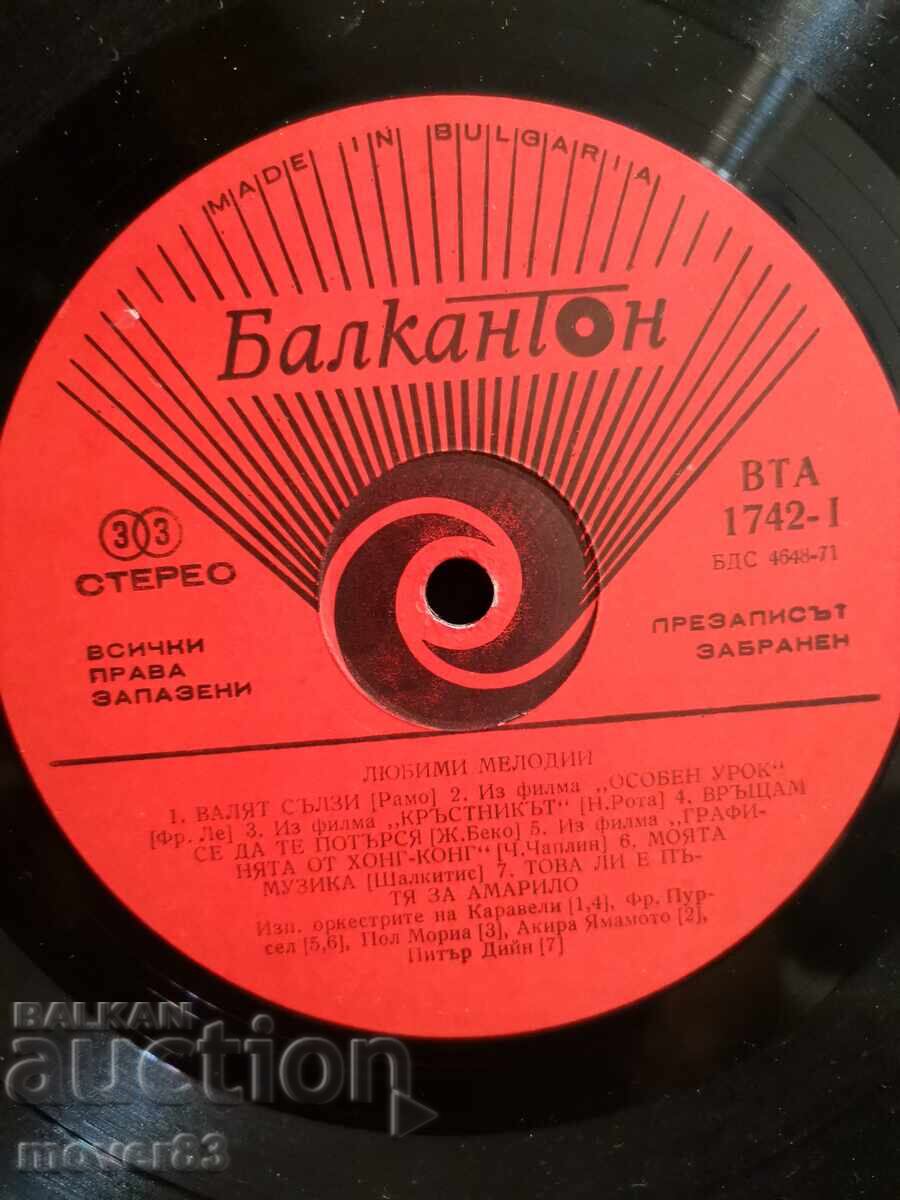 MADE IN BULGARIA
БалканТон
ВТА
1742-I
БДС 4648-71
33
СТЕРЕО
ВСИЧКИ
ПРАВА
ЗАПАЗЕНИ
ПРЕЗАПИСЪТ
ЗАБРАНЕН
ЛЮБИМИ МЕЛОДИИ
1. ВАЛЯТ СЪЛЗИ [Рамо] 2. Из филма „ОСОБЕН УРОК“
[Фр. Ле] 3. Из филма „КРЪСТНИКЪТ“ [Н.Рота] 4. ВРЪЩАМ
СЕ ДА ТЕ ПОТЪРСЯ [Ж.Беко] 5. Из филма „ГРАФИ-
НЯТА ОТ ХОНГ-КОНГ“ [Ч.Чаплин] 6. МОЯТА
МУЗИКА [Щалкитис] 7. ТОВА ЛИ Е ПЪ-
ТЯ ЗА АМАРИЛО
Изп. оркестрите на Каравели [1,4], Фр. Пур-
сел [5,6], Пол Мориа [3], Акира Ямамото [2],
Питър Дийн [7]
BALKAN
auction
mover83